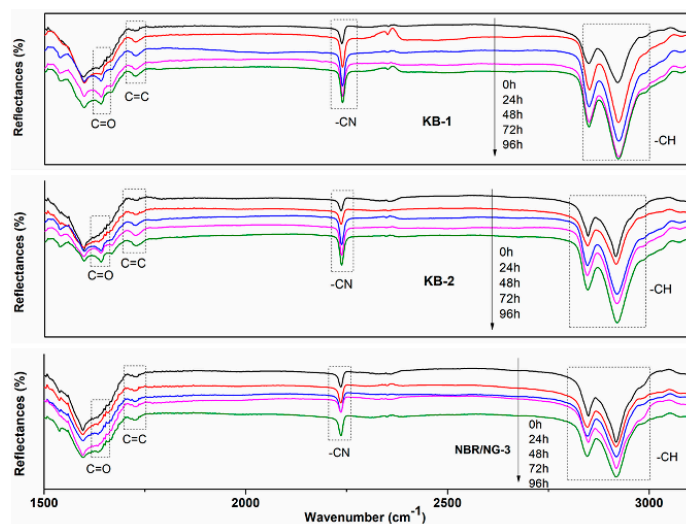 Reflectances (%)
C=O
C=C
-CN
KB-1
0h
24h
48h
72h
96h
-CH
Reflectances (%)
C=O
C=C
-CN
KB-2
0h
24h
48h
72h
96h
-CH
Reflectances (%)
C=O
C=C
-CN
NBR/NG-3
0h
24h
48h
72h
96h
-CH
1500 2000 2500 3000
Wavenumber (cm⁻¹)